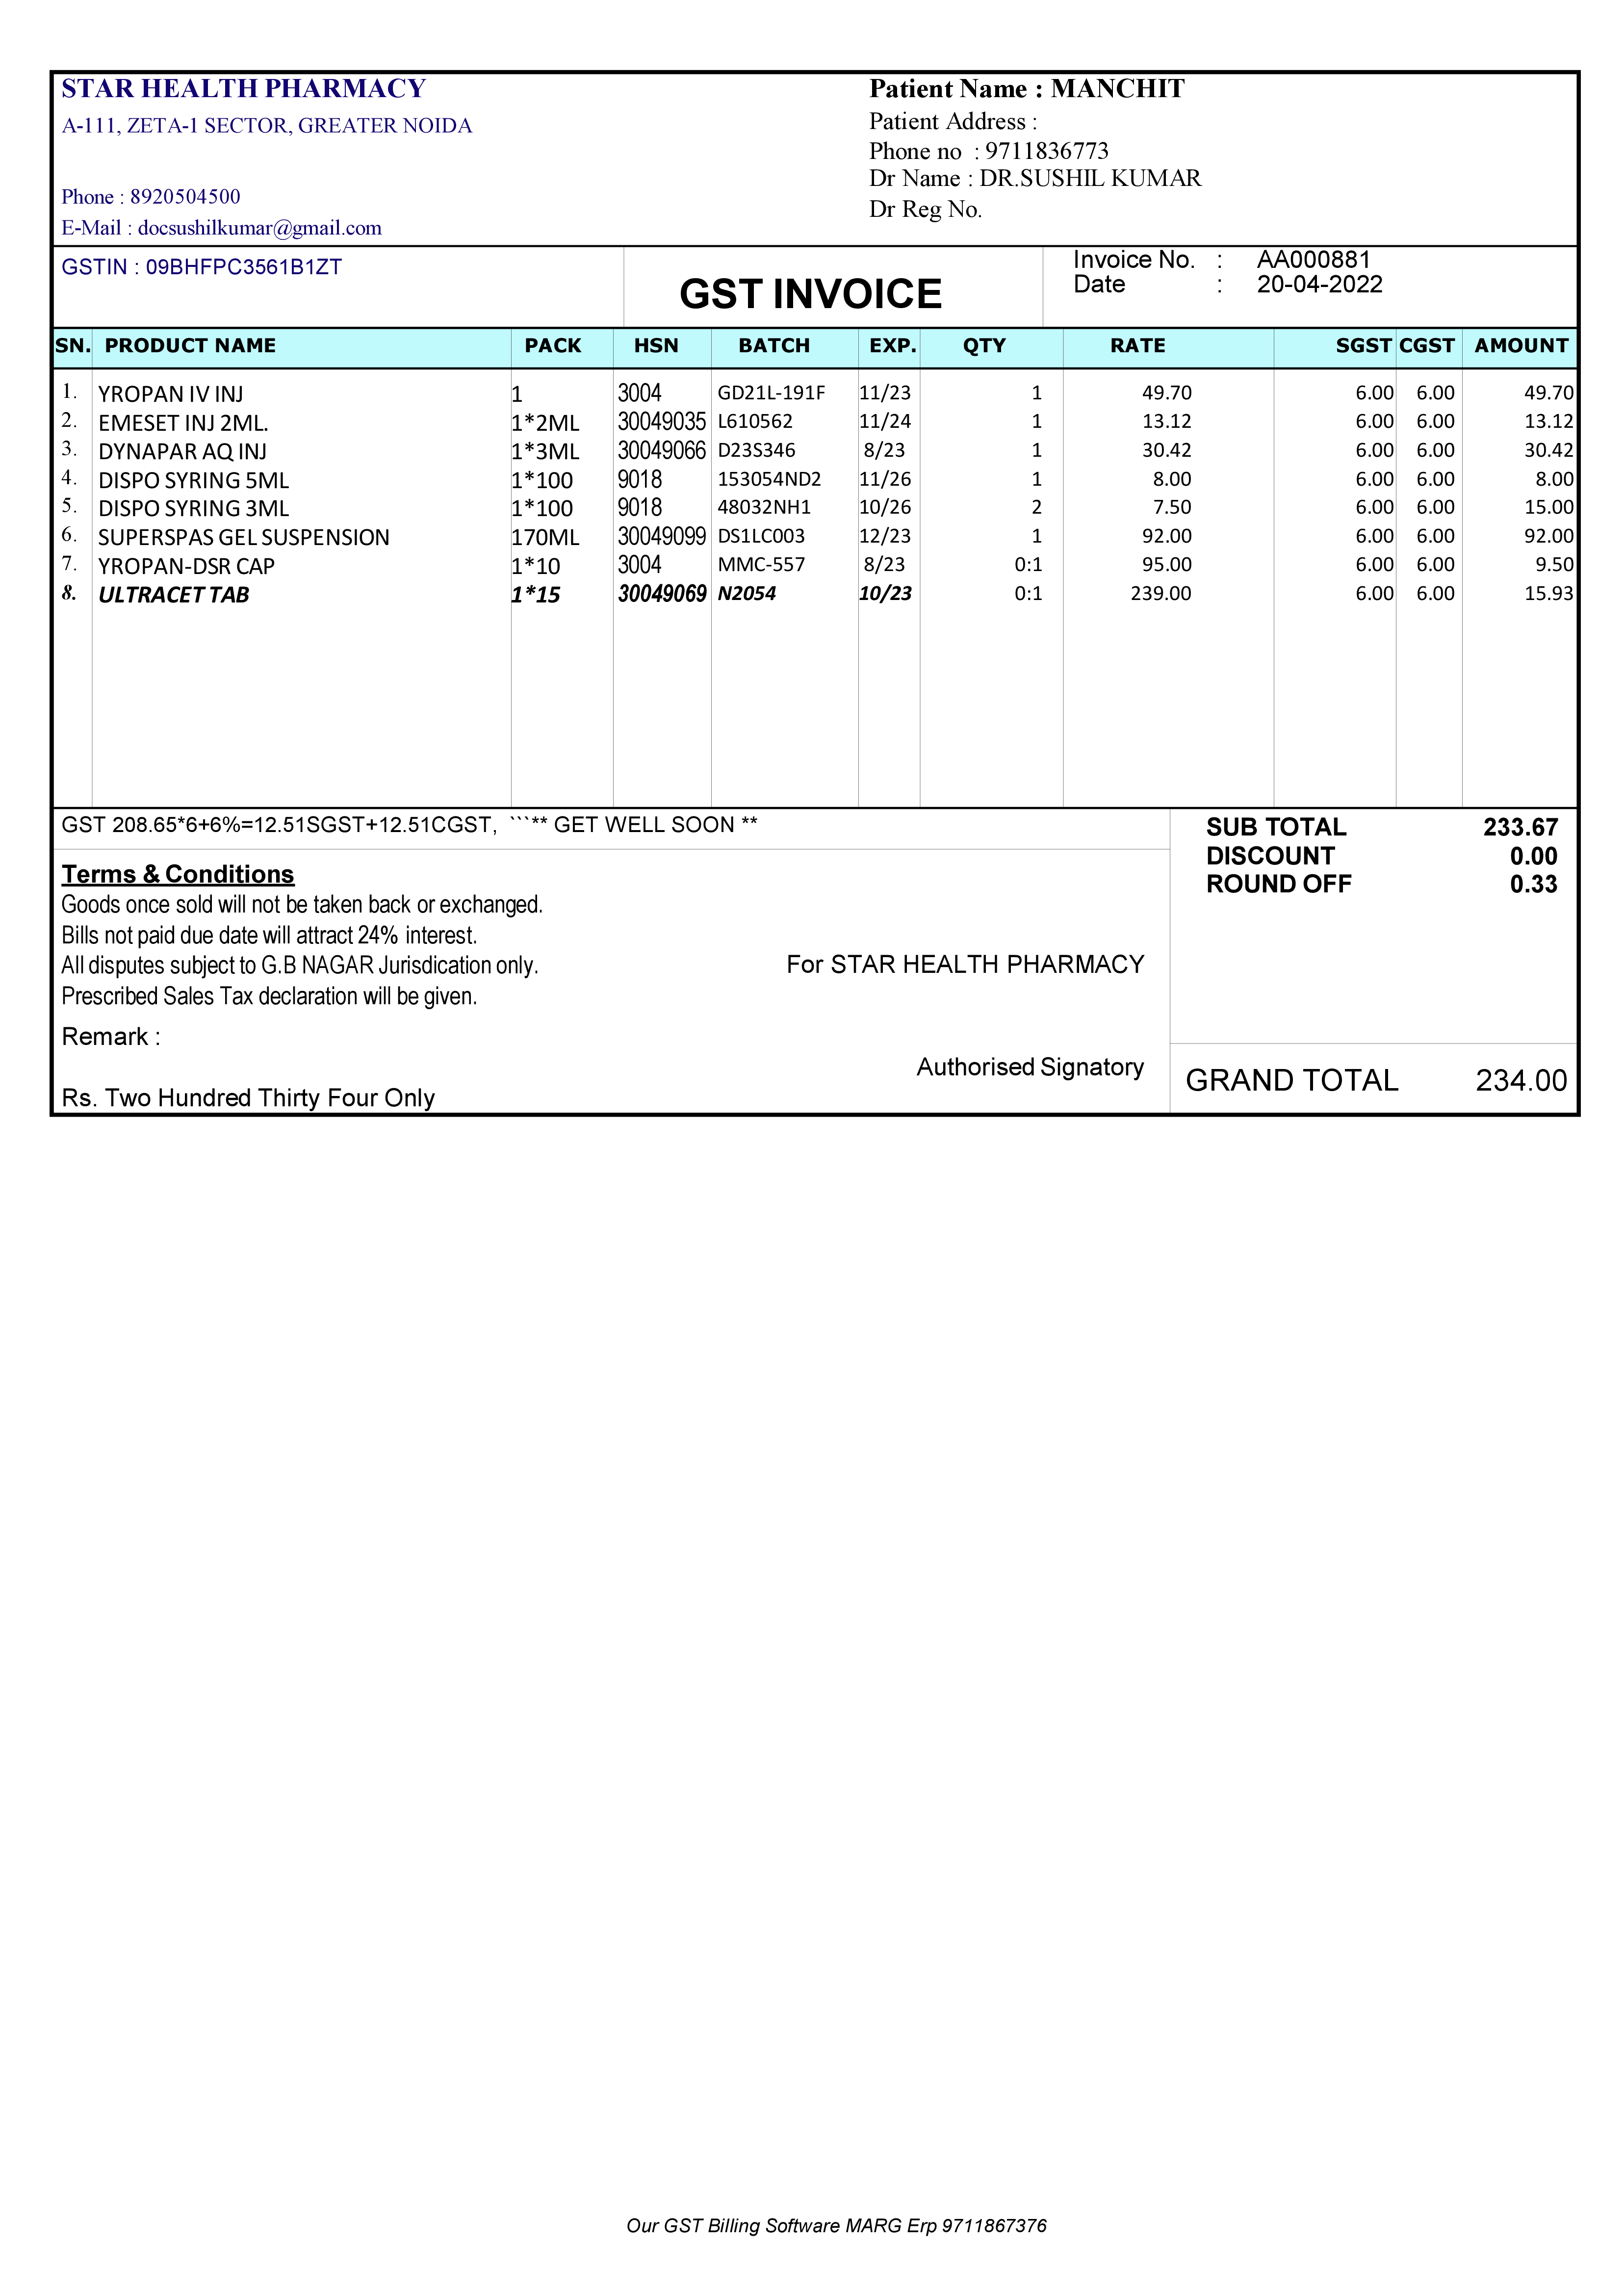 STAR HEALTH PHARMACY
A-111, ZETA-1 SECTOR, GREATER NOIDA
Phone : 8920504500
E-Mail : docsushilkumar@gmail.com
Patient Name : MANCHIT
Patient Address :
Phone no : 9711836773
Dr Name : DR.SUSHIL KUMAR
Dr Reg No.
GSTIN : 09BHFPC3561B1ZT
GST INVOICE
Invoice No. : AA000881
Date : 20-04-2022
SN. PRODUCT NAME PACK HSN BATCH EXP. QTY RATE SGST CGST AMOUNT
1. YROPAN IV INJ 1 3004 GD21L-191F 11/23 1 49.70 6.00 6.00 49.70
2. EMESET INJ 2ML. 1*2ML 30049035 L610562 11/24 1 13.12 6.00 6.00 13.12
3. DYNAPAR AQ INJ 1*3ML 30049066 D23S346 8/23 1 30.42 6.00 6.00 30.42
4. DISPO SYRING 5ML 1*100 9018 153054ND2 11/26 1 8.00 6.00 6.00 8.00
5. DISPO SYRING 3ML 1*100 9018 48032NH1 10/26 2 7.50 6.00 6.00 15.00
6. SUPERSPAS GEL SUSPENSION 170ML 30049099 DS1LC003 12/23 1 92.00 6.00 6.00 92.00
7. YROPAN-DSR CAP 1*10 3004 MMC-557 8/23 0:1 95.00 6.00 6.00 9.50
8. ULTRACET TAB 1*15 30049069 N2054 10/23 0:1 239.00 6.00 6.00 15.93
GST 208.65*6+6%=12.51SGST+12.51CGST, ```** GET WELL SOON **
SUB TOTAL 233.67
DISCOUNT 0.00
ROUND OFF 0.33
Terms & Conditions
Goods once sold will not be taken back or exchanged.
Bills not paid due date will attract 24% interest.
All disputes subject to G.B NAGAR Jurisdication only.
Prescribed Sales Tax declaration will be given.
For STAR HEALTH PHARMACY
Remark :
Authorised Signatory
Rs. Two Hundred Thirty Four Only
GRAND TOTAL 234.00
Our GST Billing Software MARG Erp 9711867376